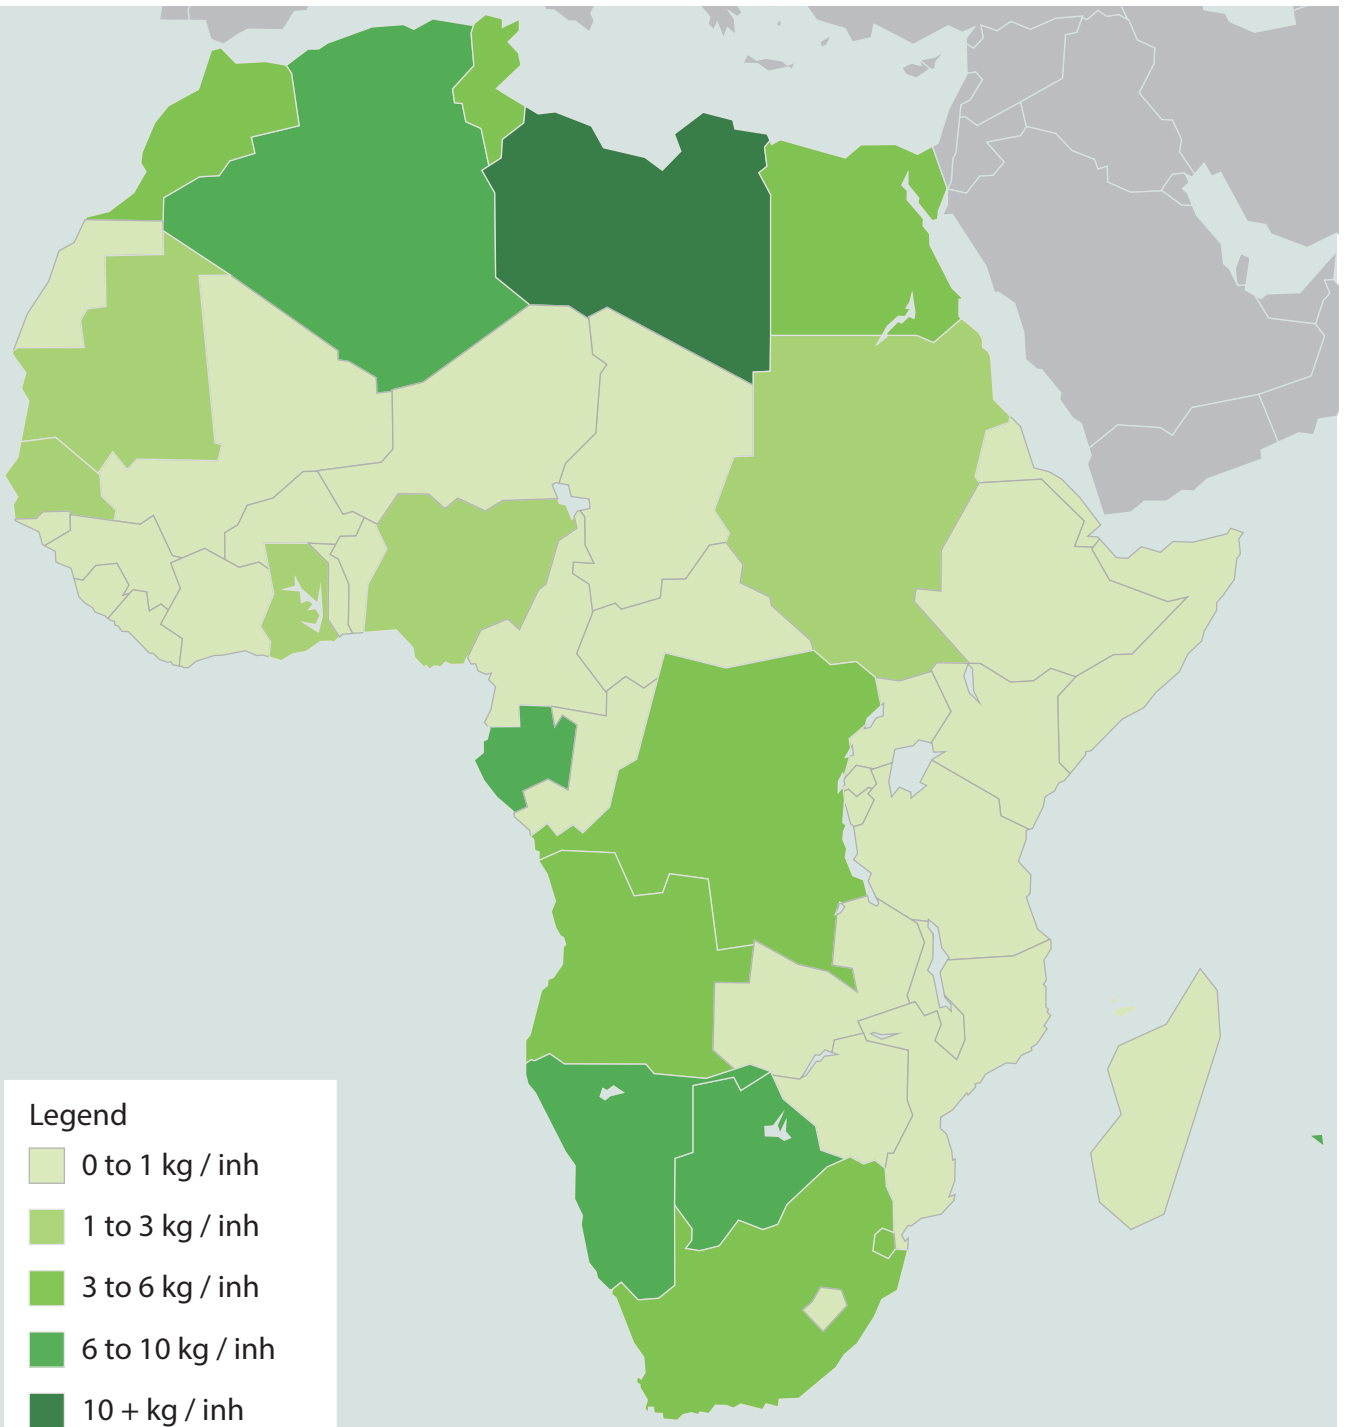 Legend
0 to 1 kg / inh
1 to 3 kg / inh
3 to 6 kg / inh
6 to 10 kg / inh
10 + kg / inh